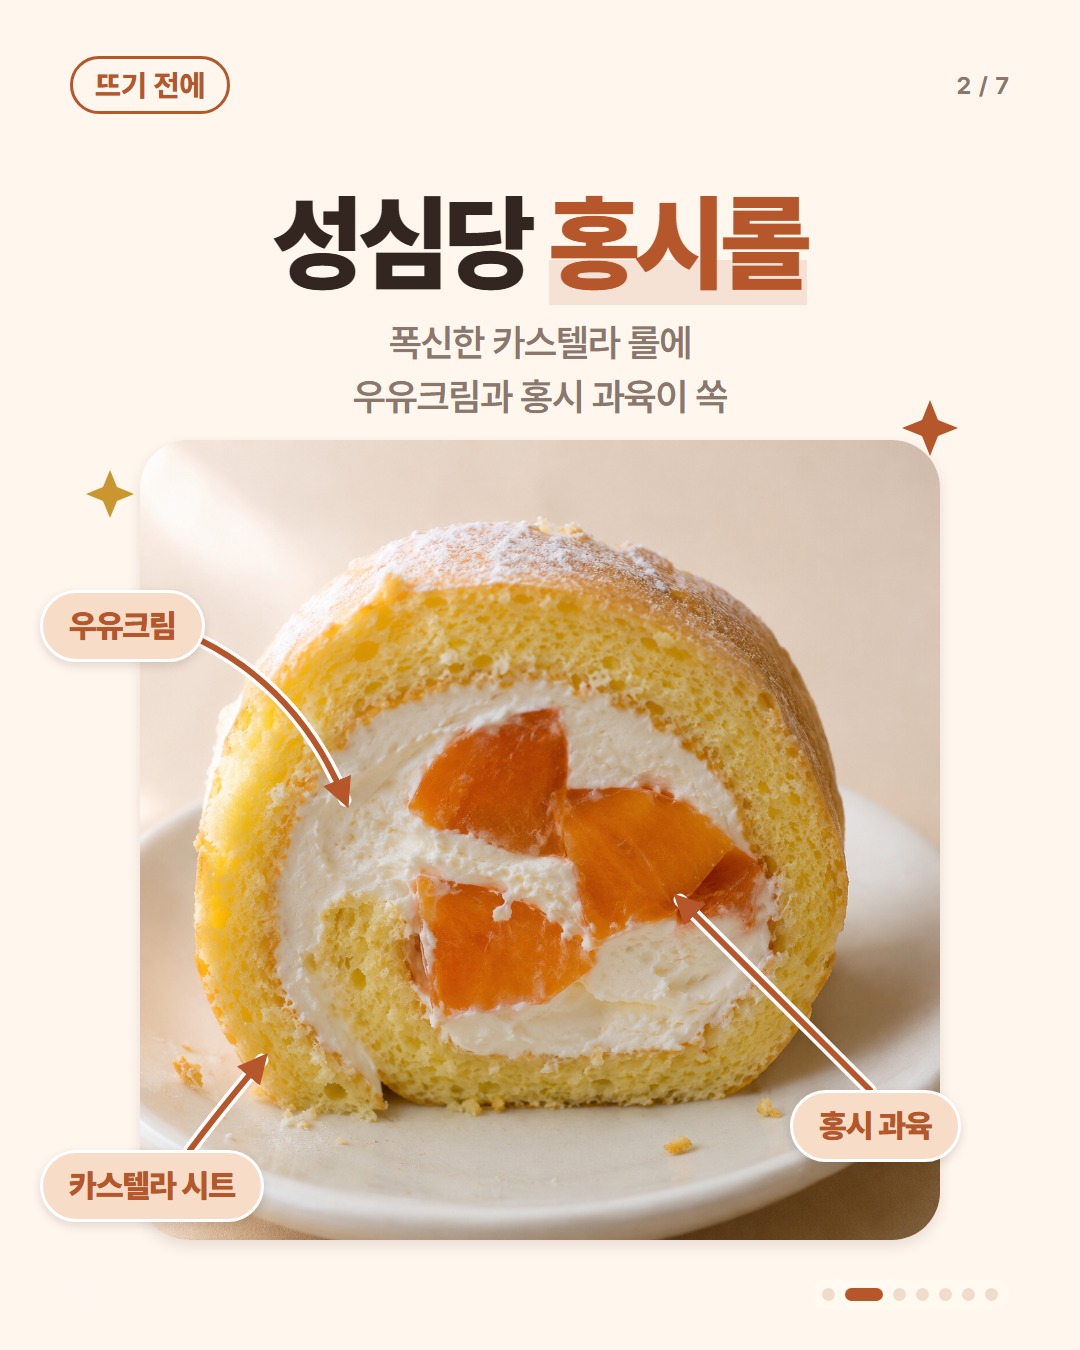 뜨기 전에
2 / 7
성심당 홍시롤
폭신한 카스텔라 롤에
우유크림과 홍시 과육이 쏙
우유크림
홍시 과육
카스텔라 시트